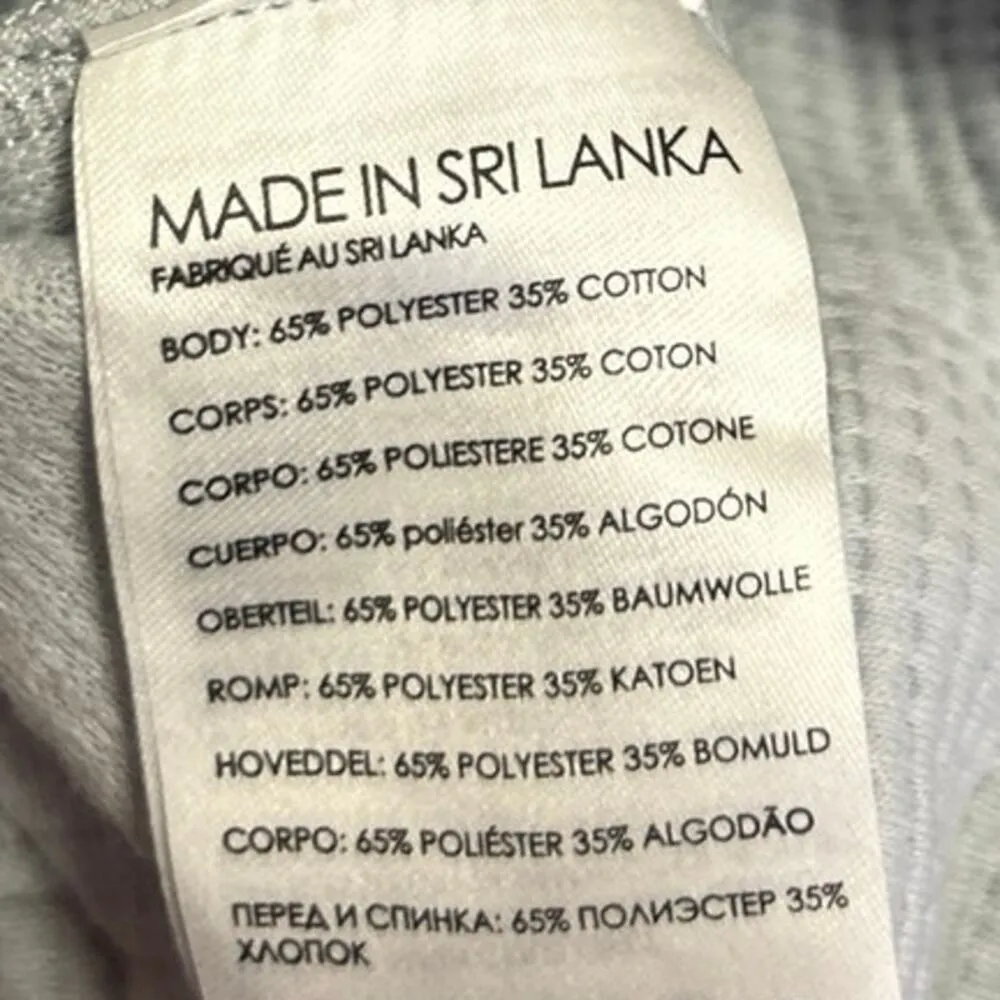 MADE IN SRI LANKA
FABRIQUÉ AU SRI LANKA
BODY: 65% POLYESTER 35% COTTON
CORPS: 65% POLYESTER 35% COTON
CORPO: 65% POLIESTERE 35% COTONE
CUERPO: 65% poliéster 35% ALGODÓN
OBERTEIL: 65% POLYESTER 35% BAUMWOLLE
ROMP: 65% POLYESTER 35% KATOEN
HOVEDDEL: 65% POLYESTER 35% BOMULD
CORPO: 65% POLIÉSTER 35% ALGODÃO
ПЕРЕД И СПИНКА: 65% ПОЛИЭСТЕР 35%
ХЛОПОК